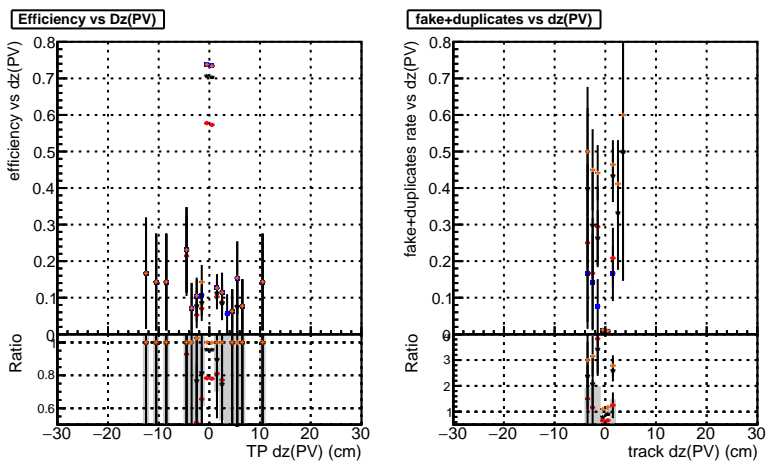 Efficiency vs Dz(PV)
efficiency vs dz(PV)
0.8
0.7
0.6
0.5
0.4
0.3
0.2
0.1
0
Ratio
1
0.8
0.6
−30 −20 −10 0 10 20 30
TP dz(PV) (cm)
fake+duplicates vs dz(PV)
fake+duplicates rate vs dz(PV)
0.8
0.7
0.6
0.5
0.4
0.3
0.2
0.1
Ratio
3
2
1
−30 −20 −10 0 10 20 30
track dz(PV) (cm)